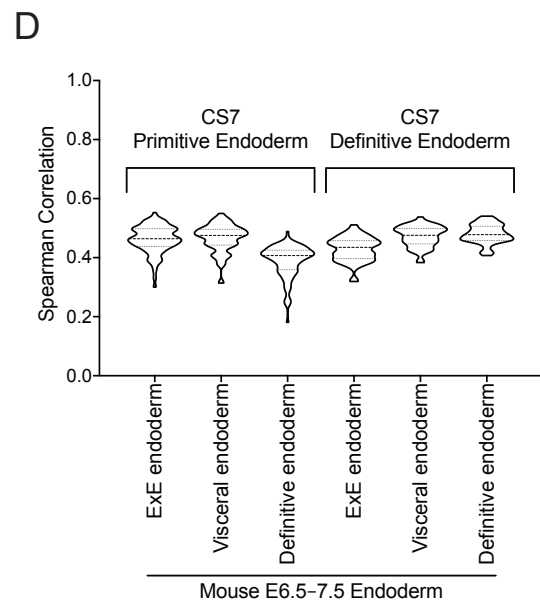 D
CS7
Primitive Endoderm
CS7
Definitive Endoderm
Spearman Correlation
1.0
0.8
0.6
0.4
0.2
0.0
ExE endoderm
Visceral endoderm
Definitive endoderm
ExE endoderm
Visceral endoderm
Definitive endoderm
Mouse E6.5–7.5 Endoderm